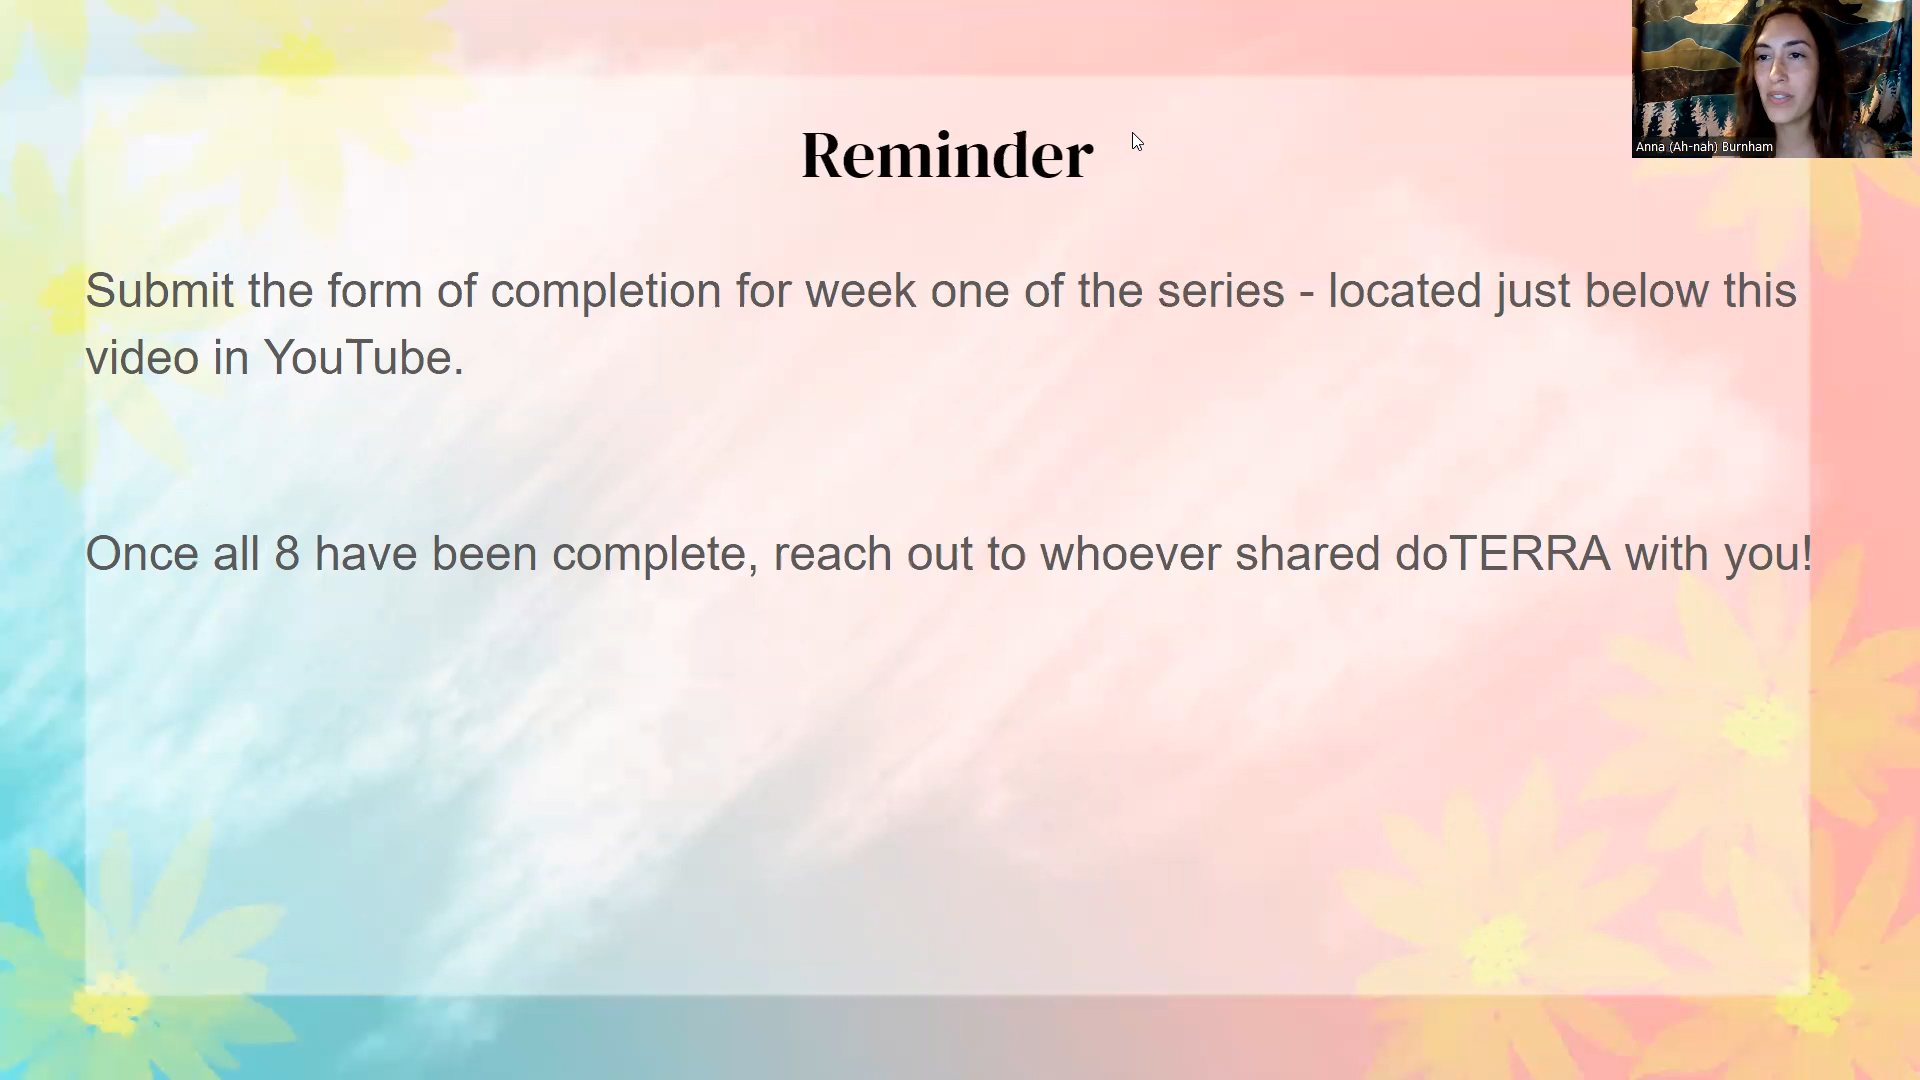 Reminder
Anna (Ah-nah) Burnham
Submit the form of completion for week one of the series - located just below this
video in YouTube.
Once all 8 have been complete, reach out to whoever shared doTERRA with you!